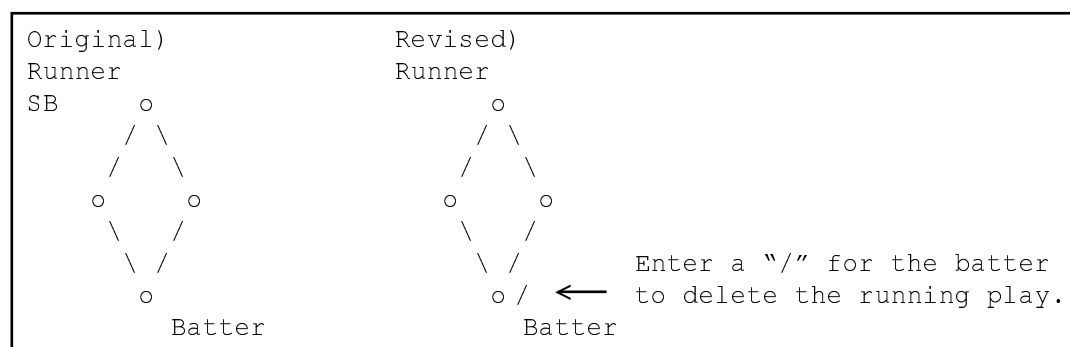 Original)
Runner
SB o
/ \
/ \
o o
\ /
\ /
o
Batter
Revised)
Runner
o
/ \
/ \
o o
\ /
\ /
o /
Batter
Enter a “/” for the batter
to delete the running play.